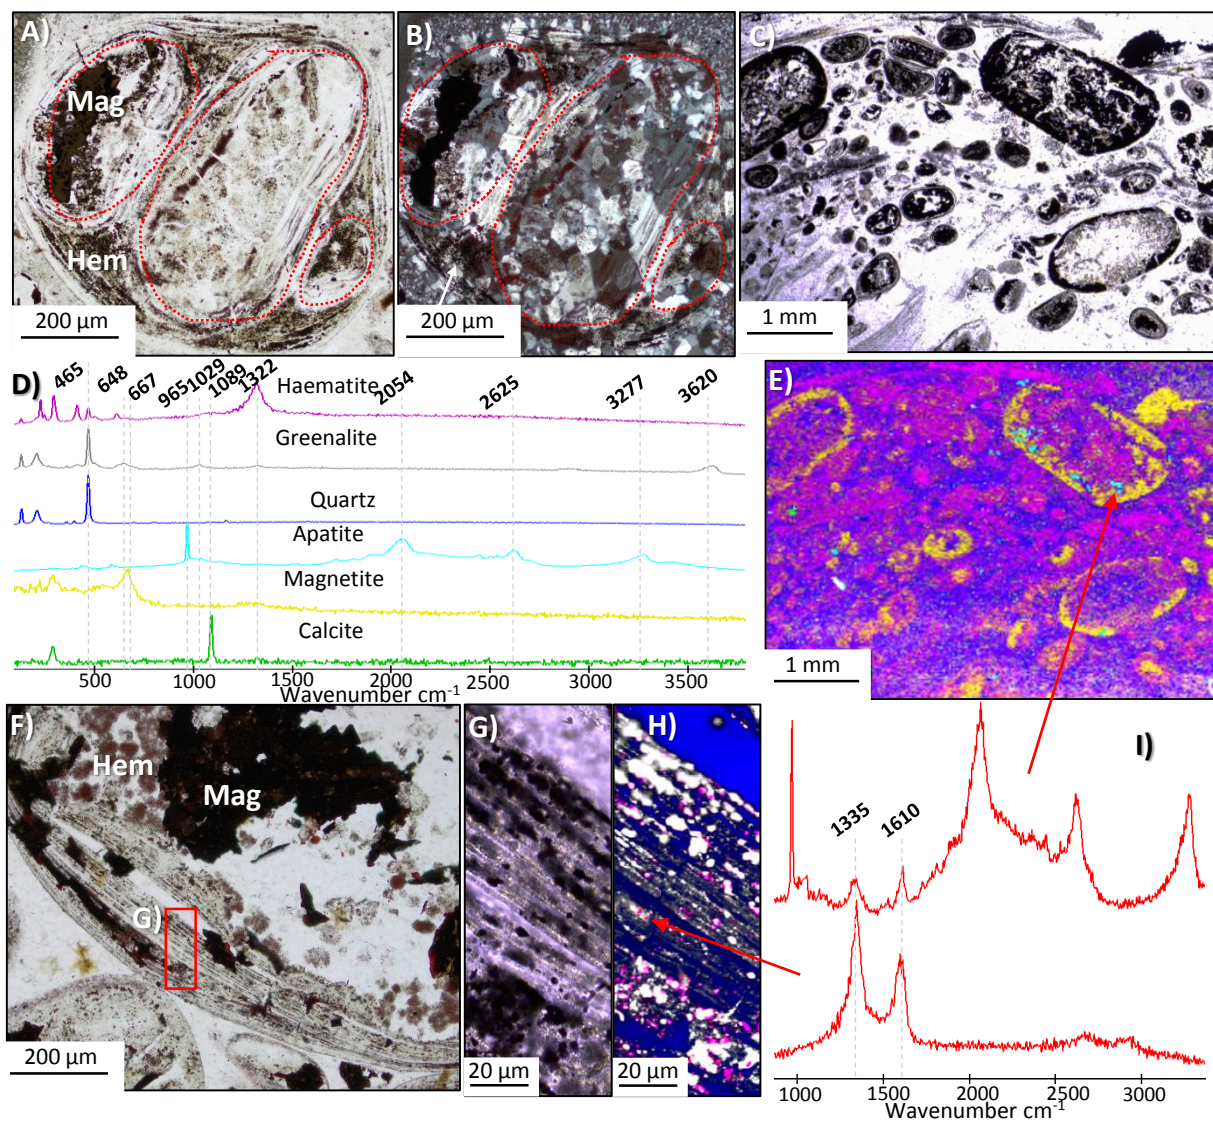 A)
Mag
Hem
200 µm
B)
200 µm
C)
1 mm
D)
465
648
667
965
1029
1089
1322
2054
2625
3277
3620
Haematite
Greenalite
Quartz
Apatite
Magnetite
Calcite
500
1000
1500
2000
2500
3000
3500
Wavenumber cm-1
E)
1 mm
F)
Hem
Mag
G)
200 µm
G)
20 µm
H)
20 µm
I)
1335
1610
1000
1500
2000
2500
3000
Wavenumber cm-1